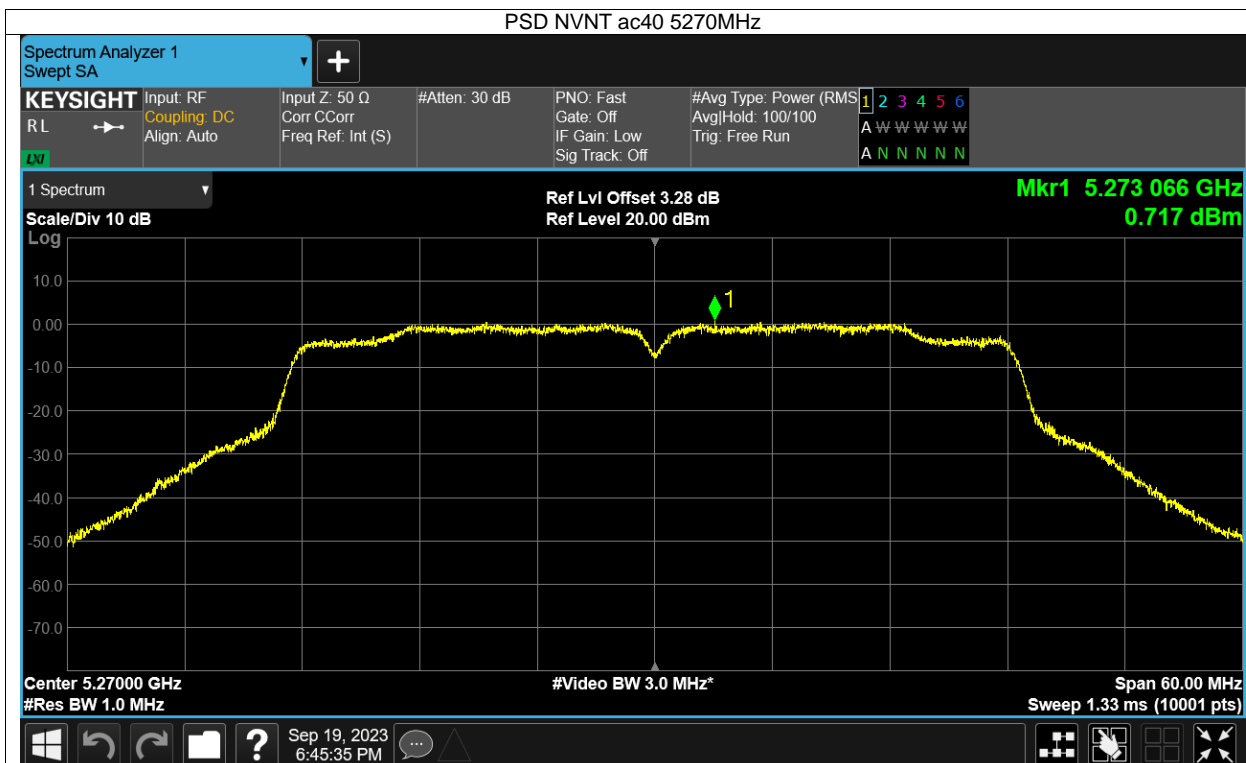 PSD NVNT ac40 5270MHz
Spectrum Analyzer 1
Swept SA
KEYSIGHT
RL
LXI
Input: RF
Coupling: DC
Align: Auto
Input Z: 50 Ω
Corr CCorr
Freq Ref: Int (S)
#Atten: 30 dB
PNO: Fast
Gate: Off
IF Gain: Low
Sig Track: Off
#Avg Type: Power (RMS
Avg|Hold: 100/100
Trig: Free Run
1 2 3 4 5 6
A W W W W W
A N N N N N
1 Spectrum
Scale/Div 10 dB
Ref Lvl Offset 3.28 dB
Ref Level 20.00 dBm
Mkr1 5.273 066 GHz
0.717 dBm
Log
10.0
0.00
-10.0
-20.0
-30.0
-40.0
-50.0
-60.0
-70.0
1
Center 5.27000 GHz
#Res BW 1.0 MHz
#Video BW 3.0 MHz*
Span 60.00 MHz
Sweep 1.33 ms (10001 pts)
?
Sep 19, 2023
6:45:35 PM